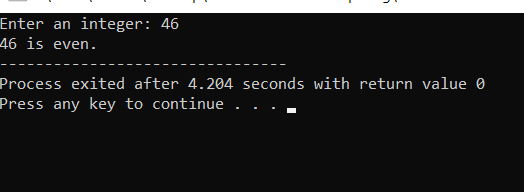 Enter an integer: 46
46 is even.
--------------------------------
Process exited after 4.204 seconds with return value 0
Press any key to continue . . .